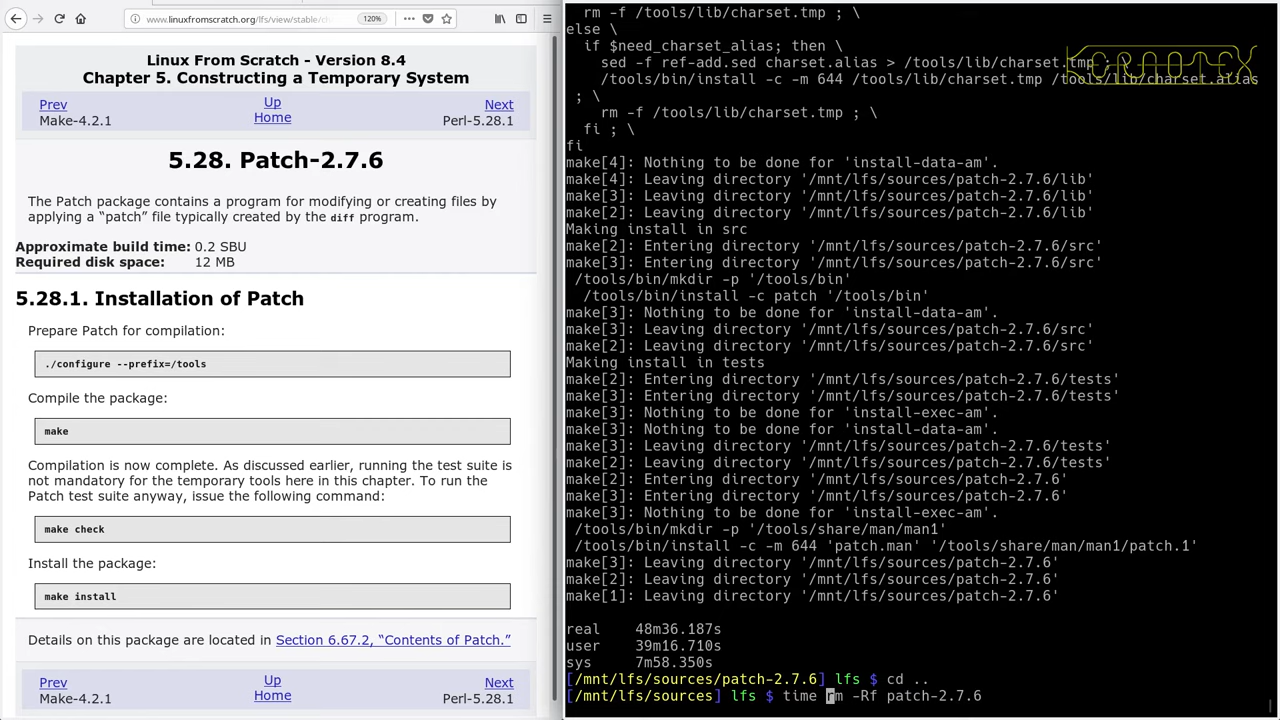 www.linuxfromscratch.org/lfs/view/stable/ch
120%
Linux From Scratch - Version 8.4
Chapter 5. Constructing a Temporary System
Prev
Up
Next
Make-4.2.1
Home
Perl-5.28.1
5.28. Patch-2.7.6
The Patch package contains a program for modifying or creating files by
applying a “patch” file typically created by the diff program.
Approximate build time: 0.2 SBU
Required disk space: 12 MB
5.28.1. Installation of Patch
Prepare Patch for compilation:
./configure --prefix=/tools
Compile the package:
make
Compilation is now complete. As discussed earlier, running the test suite is
not mandatory for the temporary tools here in this chapter. To run the
Patch test suite anyway, issue the following command:
make check
Install the package:
make install
Details on this package are located in Section 6.67.2, “Contents of Patch.”
Prev
Up
Next
Make-4.2.1
Home
Perl-5.28.1
rm -f /tools/lib/charset.tmp ; \
else \
if $need_charset_alias; then \
sed -f ref-add.sed charset.alias > /tools/lib/charset.tmp ; \
/tools/bin/install -c -m 644 /tools/lib/charset.tmp /tools/lib/charset.alias
; \
rm -f /tools/lib/charset.tmp ; \
fi ; \
fi
make[4]: Nothing to be done for 'install-data-am'.
make[4]: Leaving directory '/mnt/lfs/sources/patch-2.7.6/lib'
make[3]: Leaving directory '/mnt/lfs/sources/patch-2.7.6/lib'
make[2]: Leaving directory '/mnt/lfs/sources/patch-2.7.6/lib'
Making install in src
make[2]: Entering directory '/mnt/lfs/sources/patch-2.7.6/src'
make[3]: Entering directory '/mnt/lfs/sources/patch-2.7.6/src'
/tools/bin/mkdir -p '/tools/bin'
/tools/bin/install -c patch '/tools/bin'
make[3]: Nothing to be done for 'install-data-am'.
make[3]: Leaving directory '/mnt/lfs/sources/patch-2.7.6/src'
make[2]: Leaving directory '/mnt/lfs/sources/patch-2.7.6/src'
Making install in tests
make[2]: Entering directory '/mnt/lfs/sources/patch-2.7.6/tests'
make[3]: Entering directory '/mnt/lfs/sources/patch-2.7.6/tests'
make[3]: Nothing to be done for 'install-exec-am'.
make[3]: Nothing to be done for 'install-data-am'.
make[3]: Leaving directory '/mnt/lfs/sources/patch-2.7.6/tests'
make[2]: Leaving directory '/mnt/lfs/sources/patch-2.7.6/tests'
make[2]: Entering directory '/mnt/lfs/sources/patch-2.7.6'
make[3]: Entering directory '/mnt/lfs/sources/patch-2.7.6'
make[3]: Nothing to be done for 'install-exec-am'.
/tools/bin/mkdir -p '/tools/share/man/man1'
/tools/bin/install -c -m 644 'patch.man' '/tools/share/man/man1/patch.1'
make[3]: Leaving directory '/mnt/lfs/sources/patch-2.7.6'
make[2]: Leaving directory '/mnt/lfs/sources/patch-2.7.6'
make[1]: Leaving directory '/mnt/lfs/sources/patch-2.7.6'
real 48m36.187s
user 39m16.710s
sys 7m58.350s
[/mnt/lfs/sources/patch-2.7.6] lfs $ cd ..
[/mnt/lfs/sources] lfs $ time rm -Rf patch-2.7.6